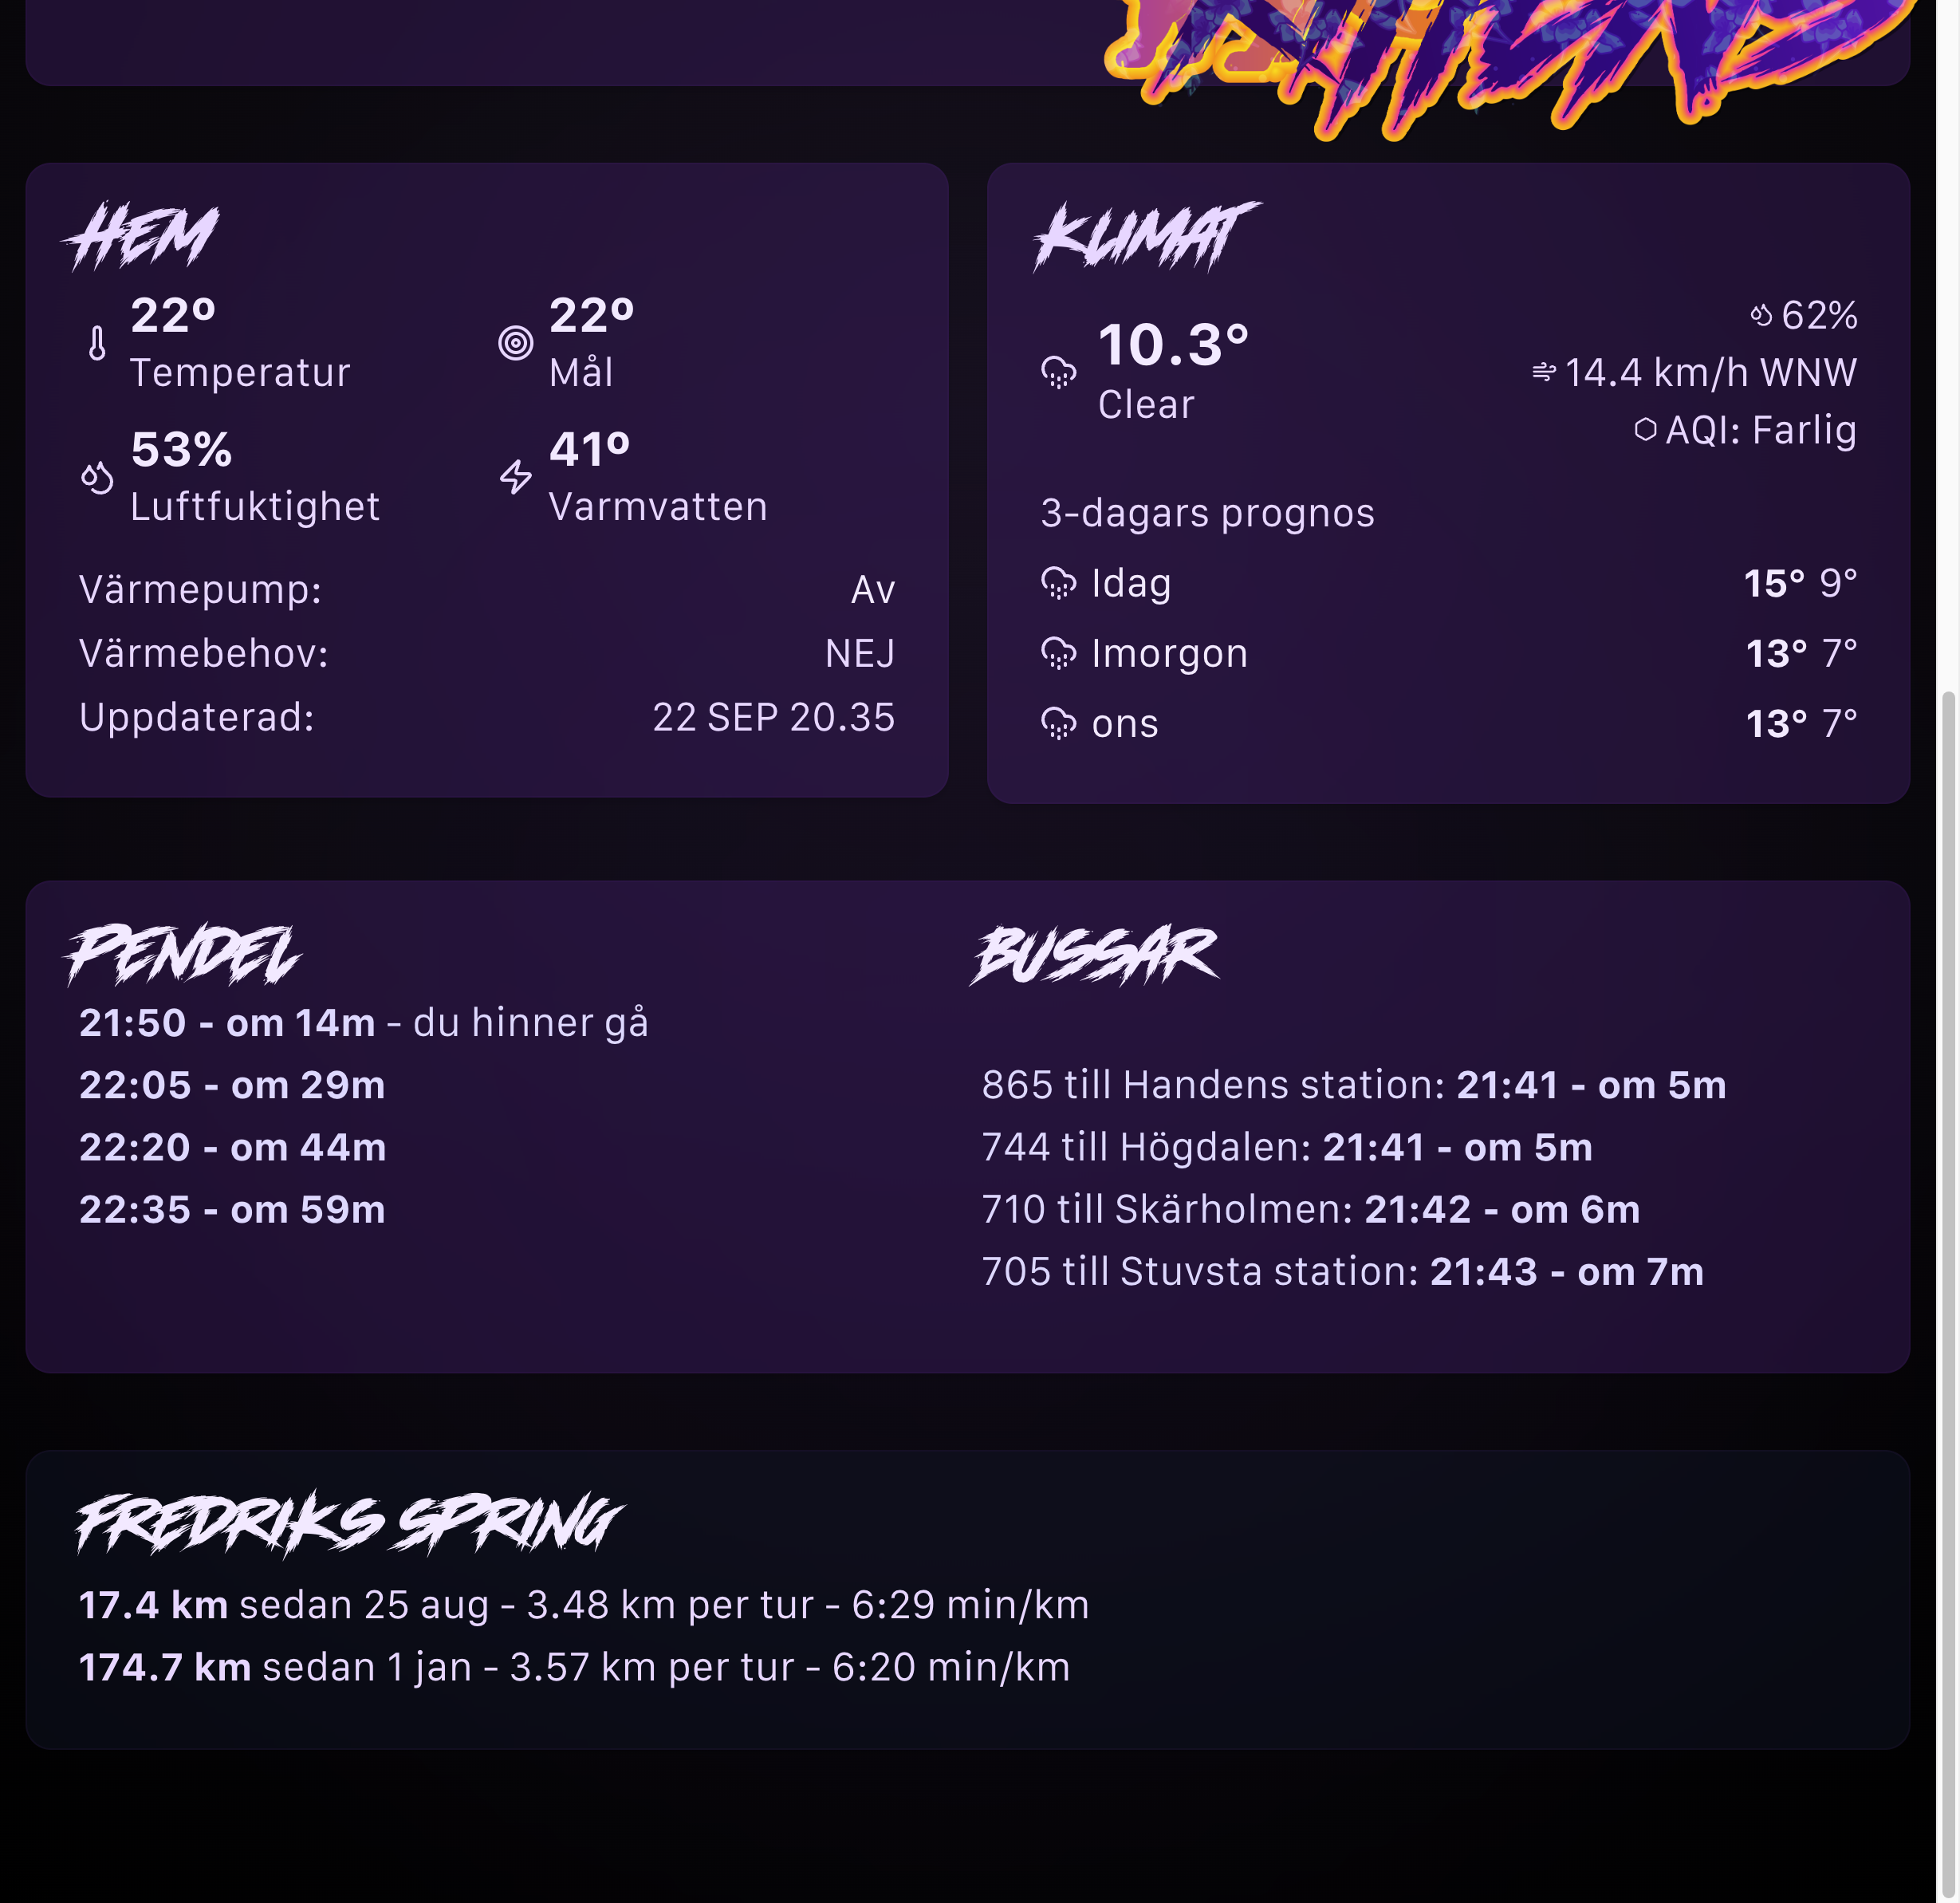 HEM
22º
Temperatur
22º
Mål
53%
Luftfuktighet
41º
Varmvatten
Värmepump: Av
Värmebehov: NEJ
Uppdaterad: 22 SEP 20.35
KLIMAT
10.3°
Clear
62%
14.4 km/h WNW
AQI: Farlig
3-dagars prognos
Idag 15° 9°
Imorgon 13° 7°
ons 13° 7°
PENDEL
21:50 - om 14m - du hinner gå
22:05 - om 29m
22:20 - om 44m
22:35 - om 59m
BUSSAR
865 till Handens station: 21:41 - om 5m
744 till Högdalen: 21:41 - om 5m
710 till Skärholmen: 21:42 - om 6m
705 till Stuvsta station: 21:43 - om 7m
FREDRIKS SPRING
17.4 km sedan 25 aug - 3.48 km per tur - 6:29 min/km
174.7 km sedan 1 jan - 3.57 km per tur - 6:20 min/km